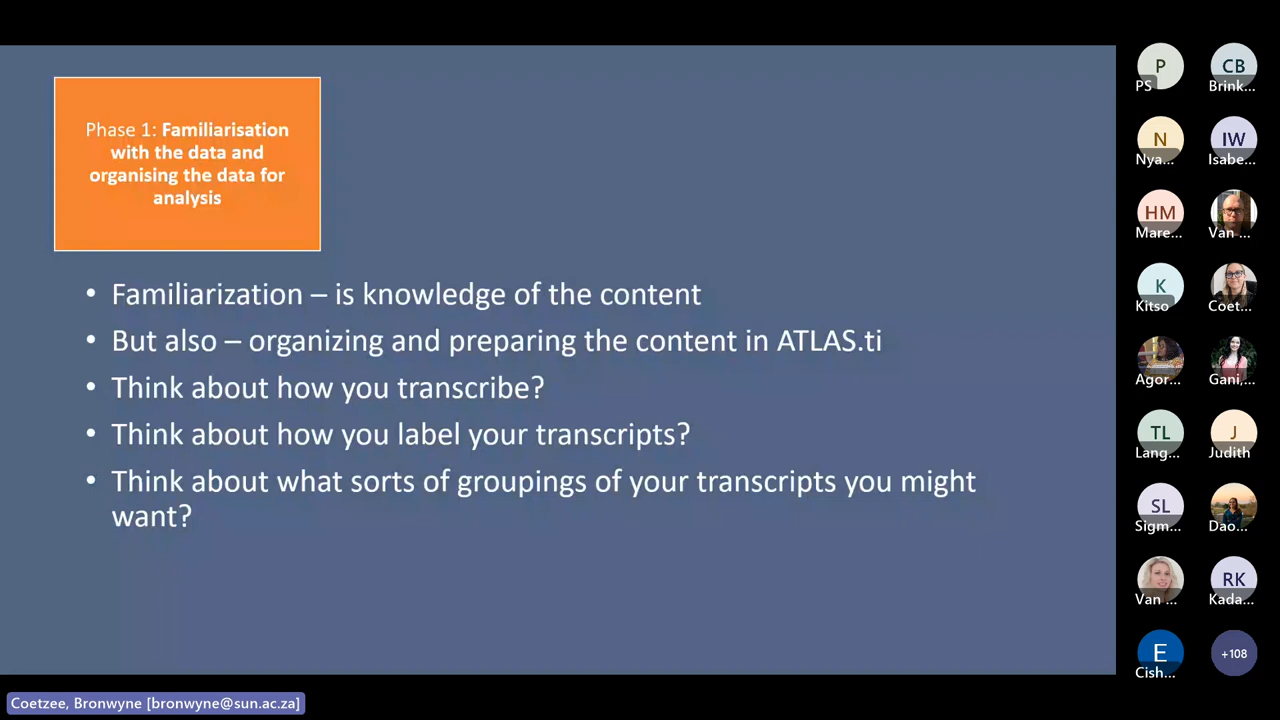 Phase 1: Familiarisation
with the data and
organising the data for
analysis
• Familiarization – is knowledge of the content
• But also – organizing and preparing the content in ATLAS.ti
• Think about how you transcribe?
• Think about how you label your transcripts?
• Think about what sorts of groupings of your transcripts you might
want?
P
PS
CB
Brink...
N
Nya...
IW
Isabe...
HM
Mare...
Van ...
K
Kitso
Coet...
Agor...
Gani,...
TL
Lang...
J
Judith
SL
Sigm...
Dao...
Van ...
RK
Kada...
E
Cish...
+108
Coetzee, Bronwyne [bronwyne@sun.ac.za]